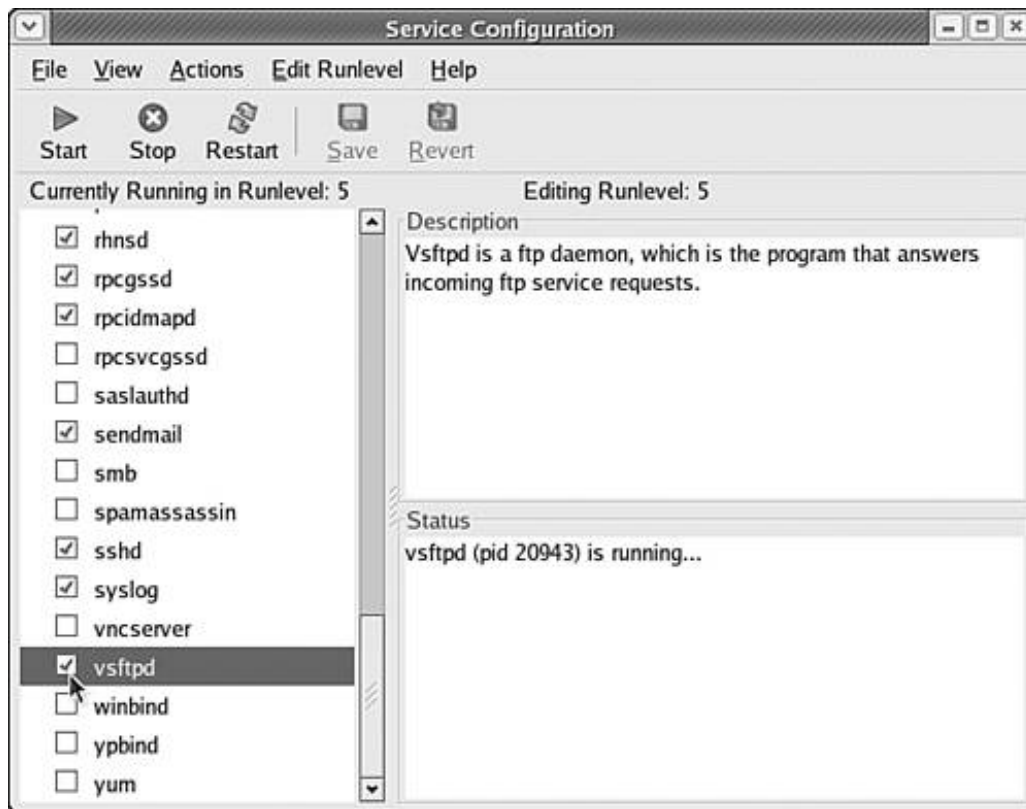 Service Configuration
File View Actions Edit Runlevel Help
Start Stop Restart Save Revert
Currently Running in Runlevel: 5
Editing Runlevel: 5
rhnsd
rpcgssd
rpcidmapd
rpcsvcgssd
saslauthd
sendmail
smb
spamassassin
sshd
syslog
vncserver
vsftpd
winbind
ypbind
yum
Description
Vsftpd is a ftp daemon, which is the program that answers
incoming ftp service requests.
Status
vsftpd (pid 20943) is running...